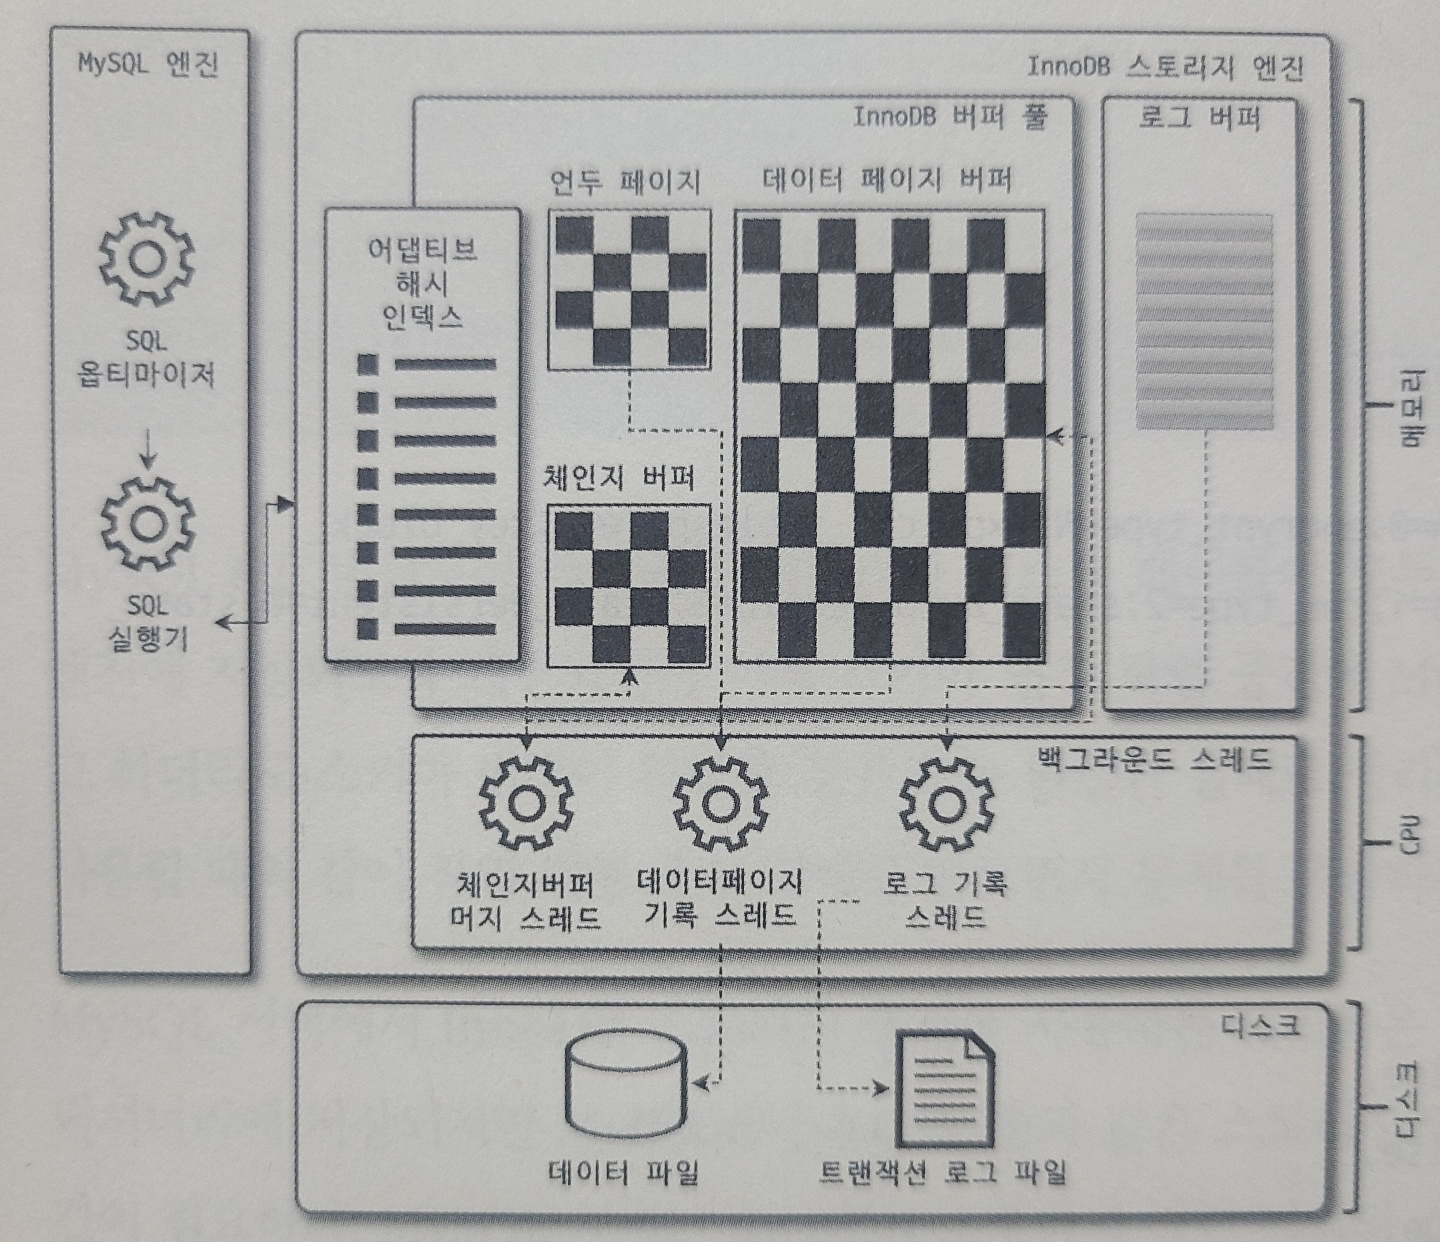 MySQL 엔진
SQL
옵티마이저
SQL
실행기
InnoDB 스토리지 엔진
InnoDB 버퍼 풀
로그 버퍼
언두 페이지
데이터 페이지 버퍼
어댑티브
해시
인덱스
체인지 버퍼
메모리
백그라운드 스레드
체인지버퍼
머지 스레드
데이터페이지
기록 스레드
로그 기록
스레드
CPU
디스크
데이터 파일
트랜잭션 로그 파일
디스크